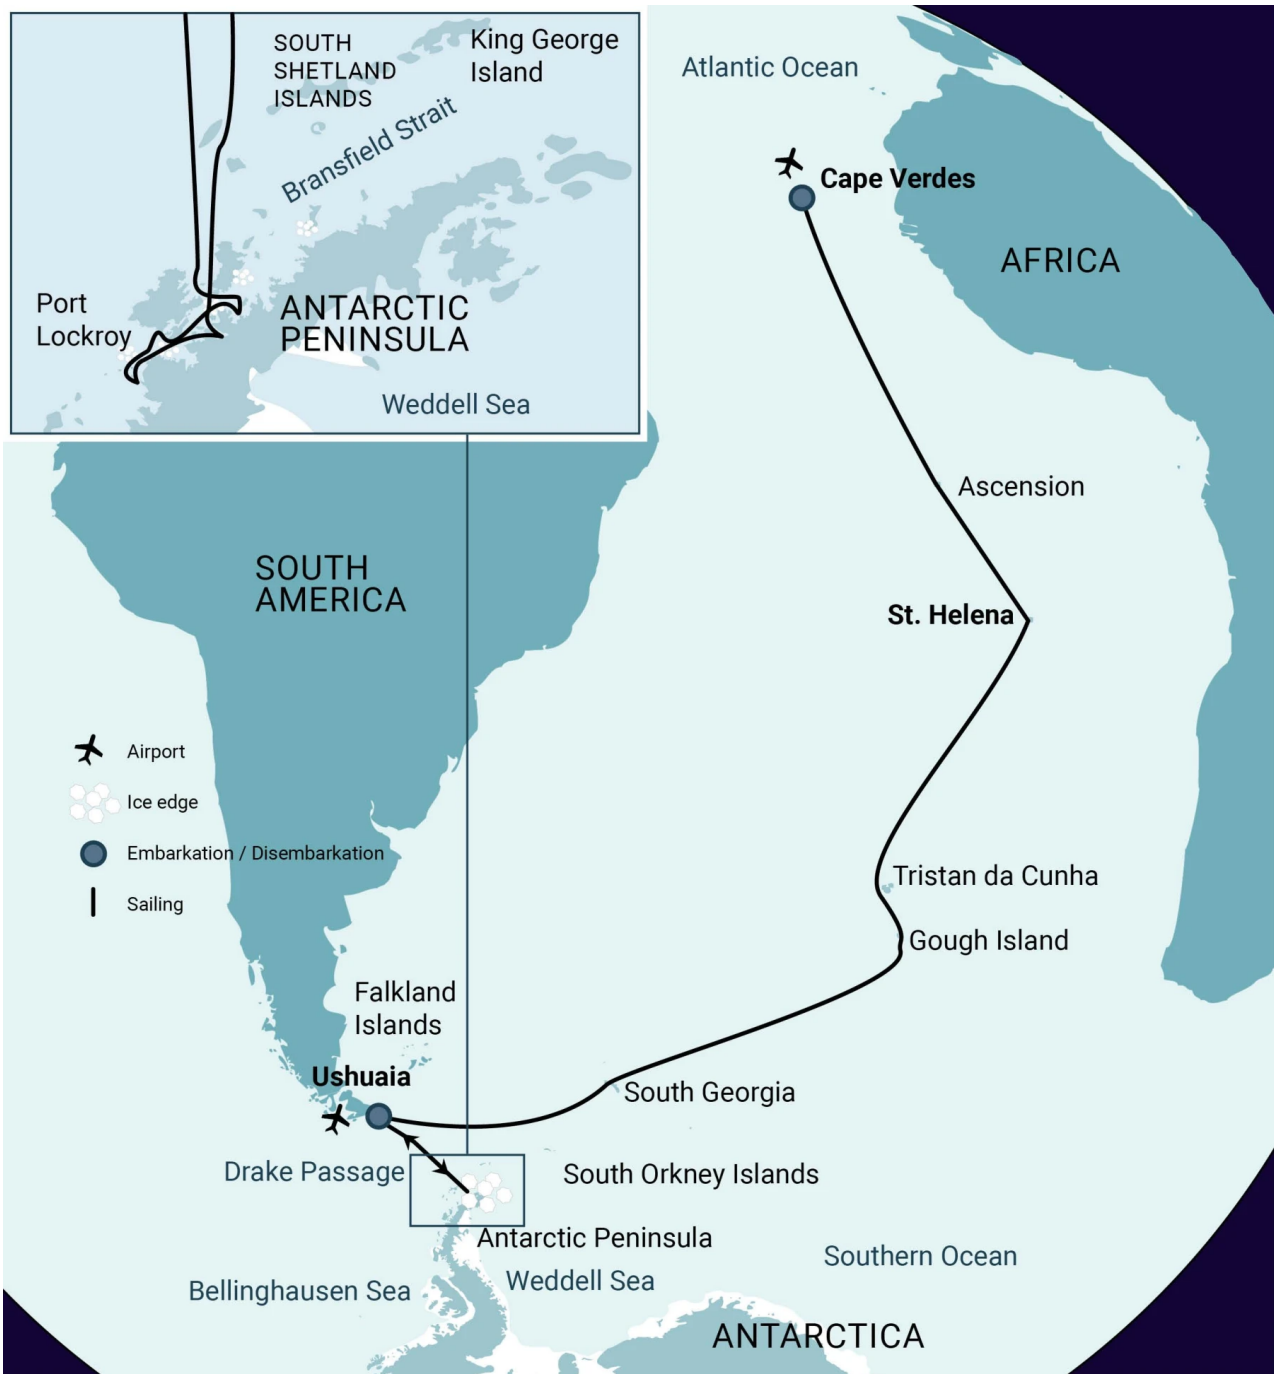 SOUTH
SHETLAND
ISLANDS
King George
Island
Bransfield Strait
Port
Lockroy
ANTARCTIC
PENINSULA
Weddell Sea
Atlantic Ocean
Cape Verdes
AFRICA
Ascension
SOUTH
AMERICA
St. Helena
Airport
Ice edge
Embarkation / Disembarkation
Sailing
Tristan da Cunha
Gough Island
Falkland
Islands
Ushuaia
South Georgia
Drake Passage
South Orkney Islands
Antarctic Peninsula
Southern Ocean
Weddell Sea
Bellinghausen Sea
ANTARCTICA